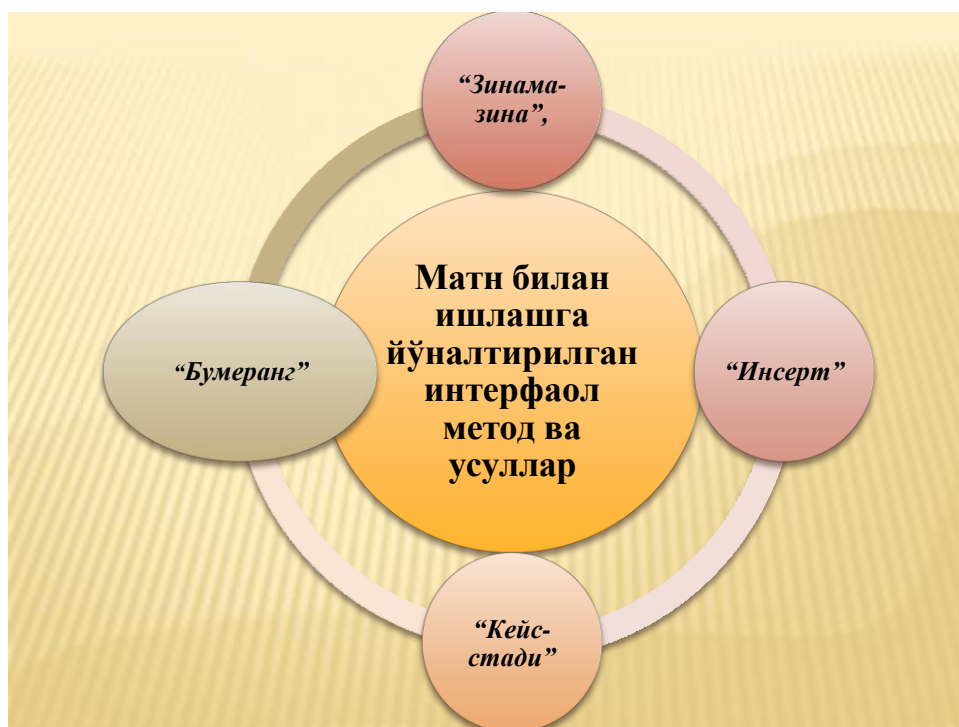 “Зинама-
зина”,
Матн билан
ишлашга
йўналтирилган
интерфаол
метод ва
усуллар
“Бумеранг”
“Инсерт”
“Кейс-
стади”